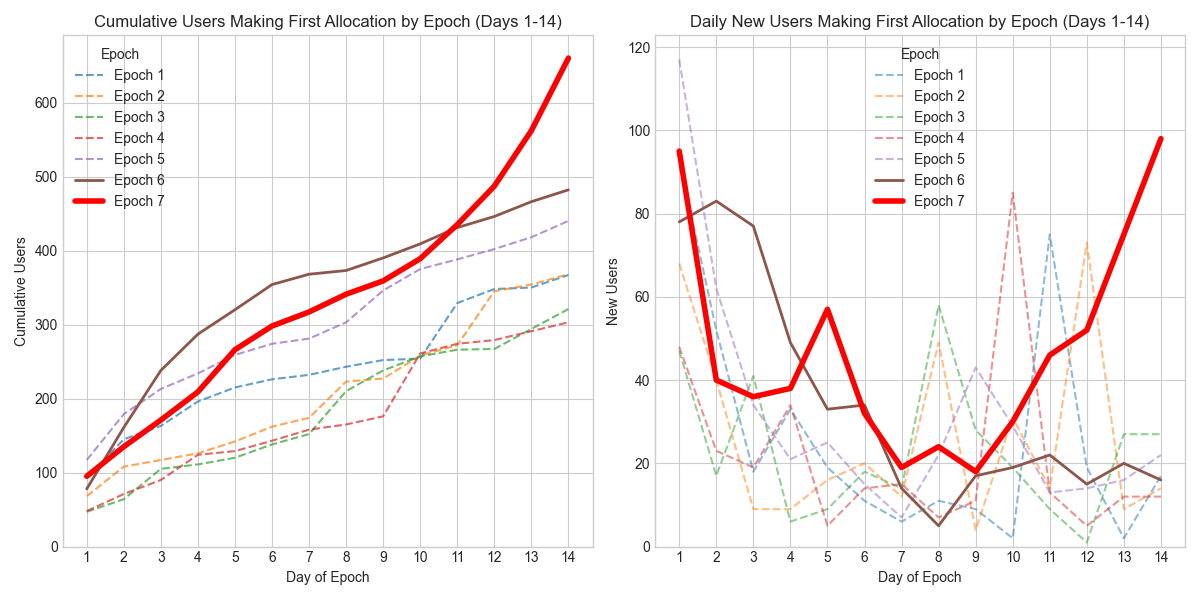 Cumulative Users Making First Allocation by Epoch (Days 1-14)
Epoch
Epoch 1
Epoch 2
Epoch 3
Epoch 4
Epoch 5
Epoch 6
Epoch 7
Cumulative Users
600
500
400
300
200
100
0
1 2 3 4 5 6 7 8 9 10 11 12 13 14
Day of Epoch
Daily New Users Making First Allocation by Epoch (Days 1-14)
Epoch
Epoch 1
Epoch 2
Epoch 3
Epoch 4
Epoch 5
Epoch 6
Epoch 7
New Users
120
100
80
60
40
20
0
1 2 3 4 5 6 7 8 9 10 11 12 13 14
Day of Epoch